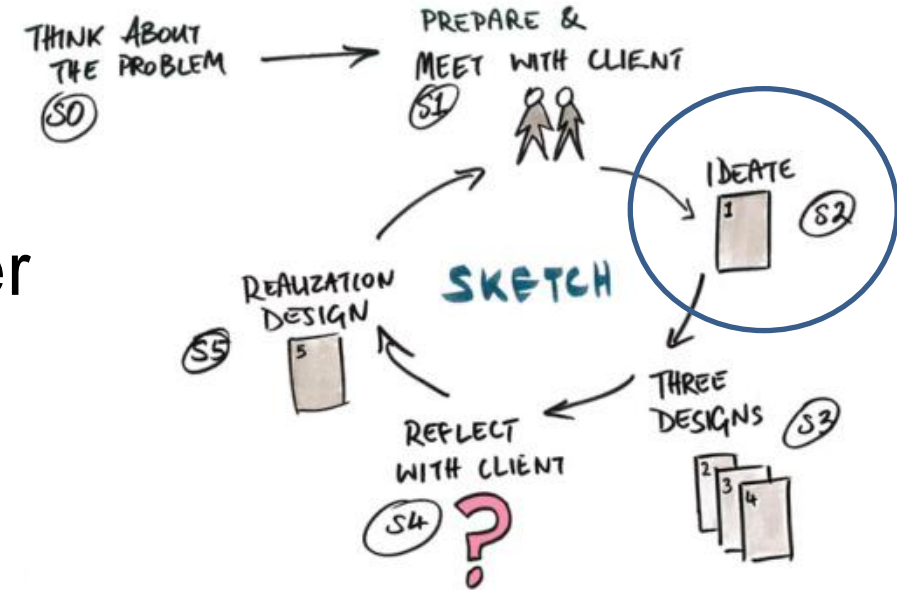 THINK ABOUT
THE PROBLEM
S0
PREPARE &
MEET WITH CLIENT
S1
IDEATE
1
S2
THREE
DESIGNS
S3
2
3
4
REFLECT
WITH CLIENT
S4
?
REALIZATION
DESIGN
S5
5
SKETCH
er